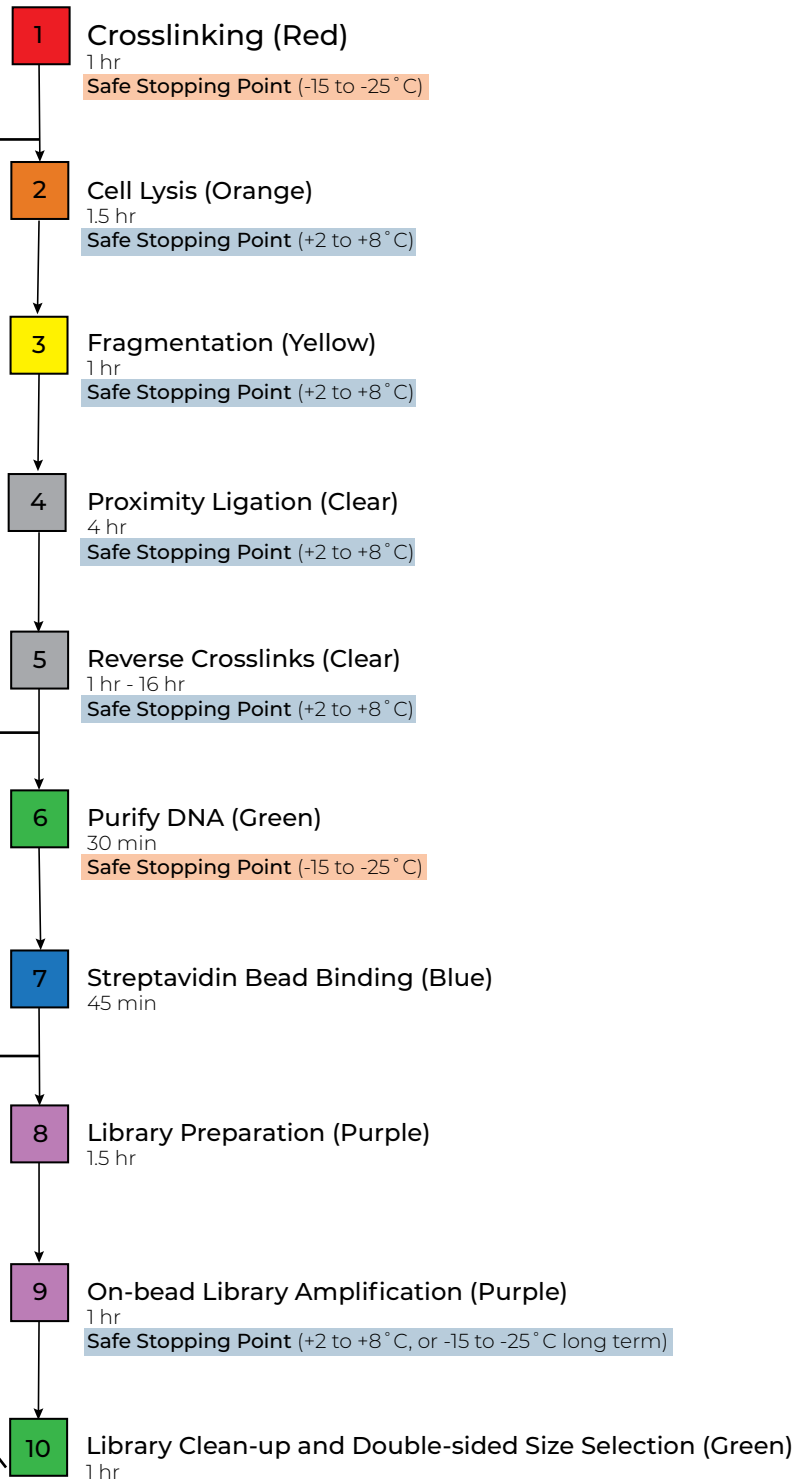 1
Crosslinking (Red)
1 hr
Safe Stopping Point (-15 to -25˚C)
2
Cell Lysis (Orange)
1.5 hr
Safe Stopping Point (+2 to +8˚C)
3
Fragmentation (Yellow)
1 hr
Safe Stopping Point (+2 to +8˚C)
4
Proximity Ligation (Clear)
4 hr
Safe Stopping Point (+2 to +8˚C)
5
Reverse Crosslinks (Clear)
1 hr - 16 hr
Safe Stopping Point (+2 to +8˚C)
6
Purify DNA (Green)
30 min
Safe Stopping Point (-15 to -25˚C)
7
Streptavidin Bead Binding (Blue)
45 min
8
Library Preparation (Purple)
1.5 hr
9
On-bead Library Amplification (Purple)
1 hr
Safe Stopping Point (+2 to +8˚C, or -15 to -25˚C long term)
10
Library Clean-up and Double-sided Size Selection (Green)
1 hr